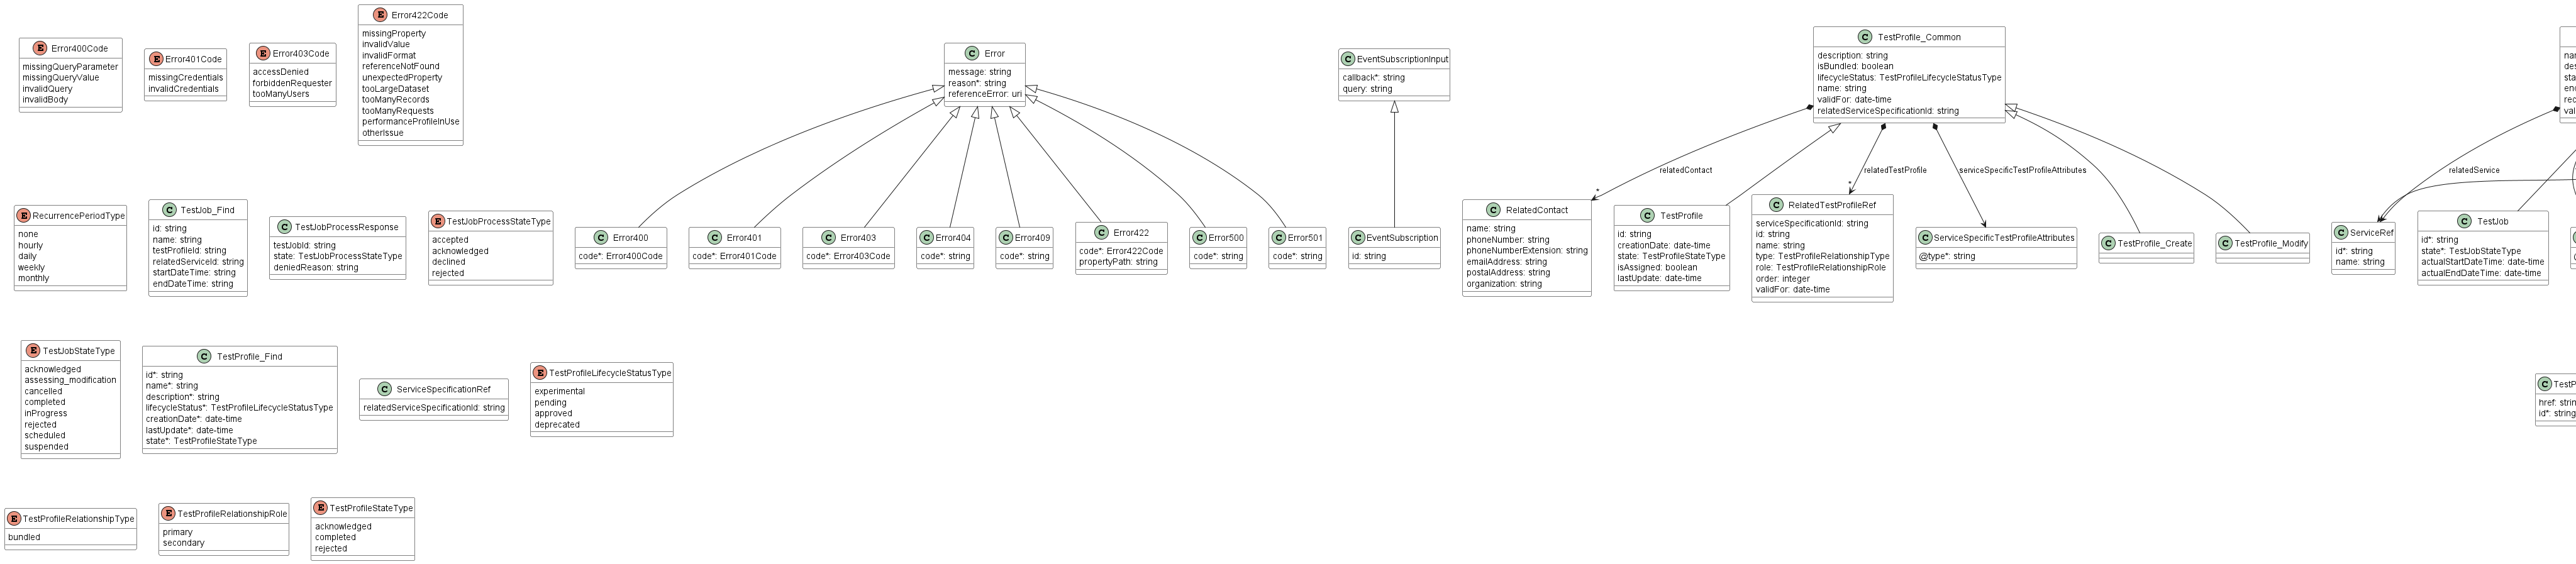 Error400Code
missingQueryParameter
missingQueryValue
invalidQuery
invalidBody
Error401Code
missingCredentials
invalidCredentials
Error403Code
accessDenied
forbiddenRequester
tooManyUsers
Error422Code
missingProperty
invalidValue
invalidFormat
referenceNotFound
unexpectedProperty
tooLargeDataset
tooManyRecords
tooManyRequests
performanceProfileInUse
otherIssue
Error
message: string
reason*: string
referenceError: uri
EventSubscriptionInput
callback*: string
query: string
TestProfile_Common
description: string
isBundled: boolean
lifecycleStatus: TestProfileLifecycleStatusType
name: string
validFor: date-time
relatedServiceSpecificationId: string
relatedContact
relatedTestProfile
serviceSpecificTestProfileAttributes
relatedService
*
*
RecurrencePeriodType
none
hourly
daily
weekly
monthly
TestJob_Find
id: string
name: string
testProfileId: string
relatedServiceId: string
startDateTime: string
endDateTime: string
TestJobProcessResponse
testJobId: string
state: TestJobProcessStateType
deniedReason: string
TestJobProcessStateType
accepted
acknowledged
declined
rejected
Error400
code*: Error400Code
Error401
code*: Error401Code
Error403
code*: Error403Code
Error404
code*: string
Error409
code*: string
Error422
code*: Error422Code
propertyPath: string
Error500
code*: string
Error501
code*: string
EventSubscription
id: string
RelatedContact
name: string
phoneNumber: string
phoneNumberExtension: string
emailAddress: string
postalAddress: string
organization: string
TestProfile
id: string
creationDate: date-time
state: TestProfileStateType
isAssigned: boolean
lastUpdate: date-time
RelatedTestProfileRef
serviceSpecificationId: string
id: string
name: string
type: TestProfileRelationshipType
role: TestProfileRelationshipRole
order: integer
validFor: date-time
ServiceSpecificTestProfileAttributes
@type*: string
TestProfile_Create
TestProfile_Modify
ServiceRef
id*: string
name: string
TestJob
id*: string
state*: TestJobStateType
actualStartDateTime: date-time
actualEndDateTime: date-time
TestJobStateType
acknowledged
assessing_modification
cancelled
completed
inProgress
rejected
scheduled
suspended
TestProfile_Find
id*: string
name*: string
description*: string
lifecycleStatus*: TestProfileLifecycleStatusType
creationDate*: date-time
lastUpdate*: date-time
state*: TestProfileStateType
ServiceSpecificationRef
relatedServiceSpecificationId: string
TestProfileLifecycleStatusType
experimental
pending
approved
deprecated
TestP
href: strin
id*: string
TestProfileRelationshipType
bundled
TestProfileRelationshipRole
primary
secondary
TestProfileStateType
acknowledged
completed
rejected